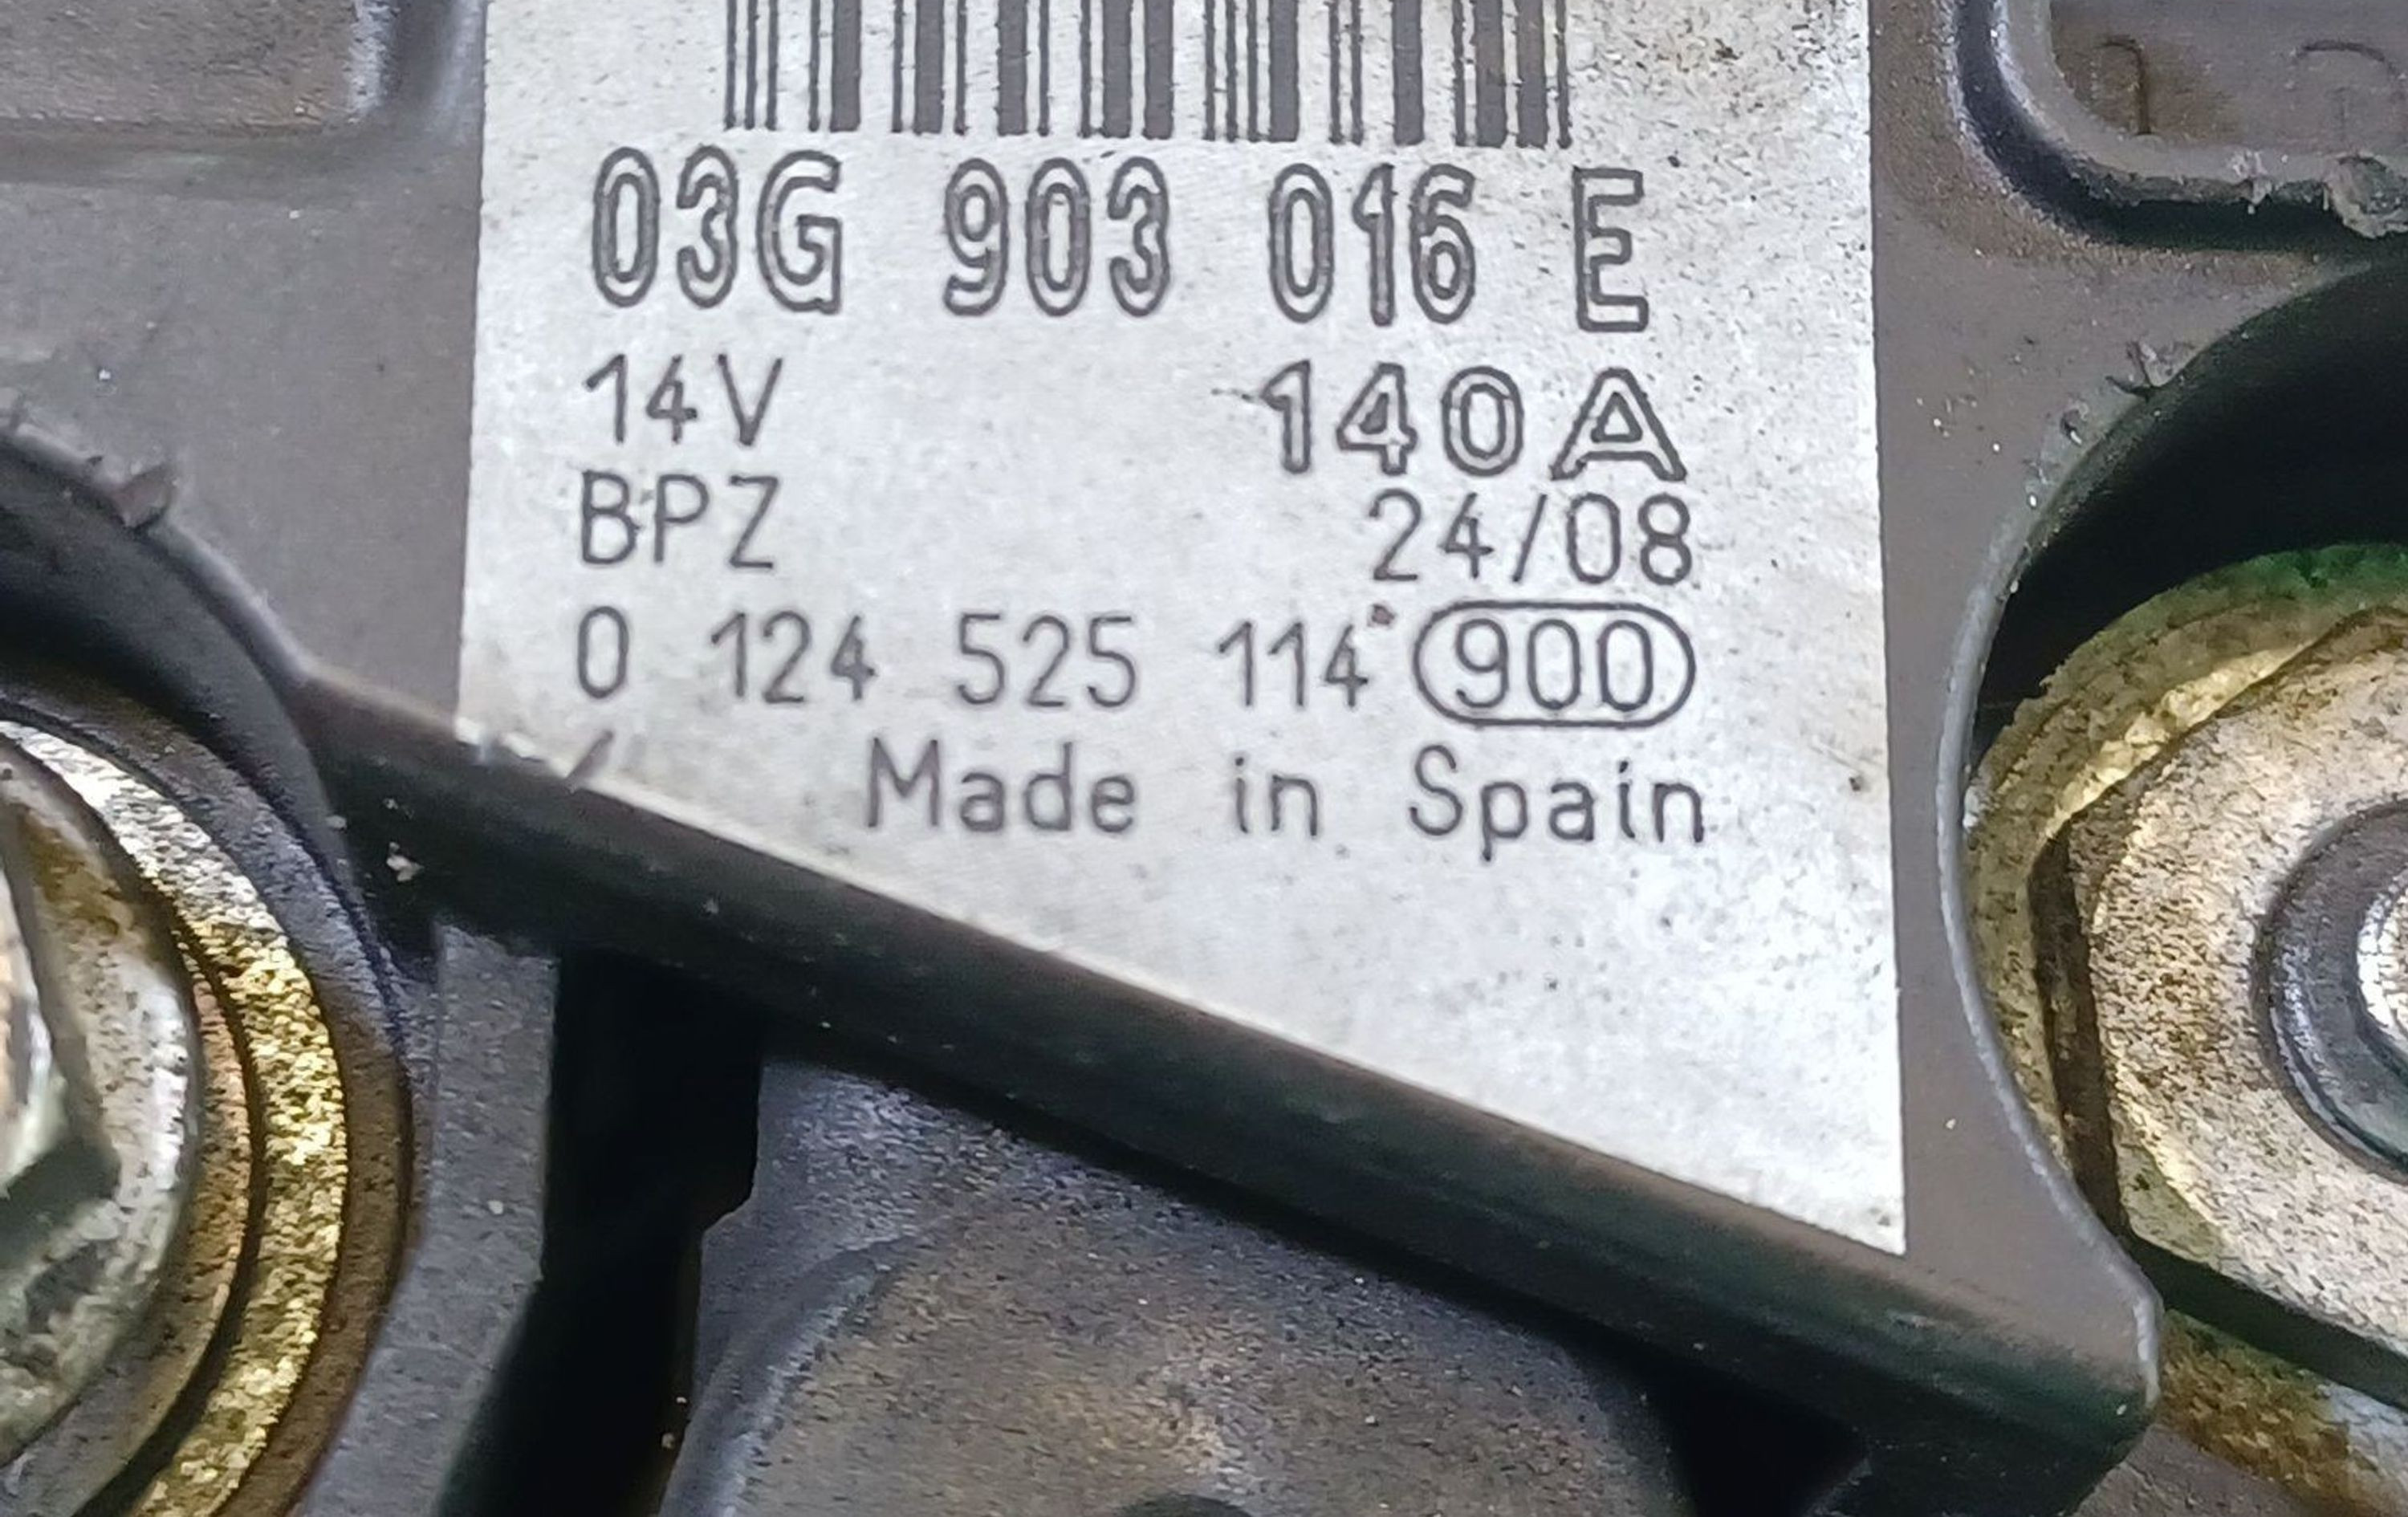 03G 903 016 E
14V 140A
BPZ 24/08
0 124 525 114 900
Made in Spain